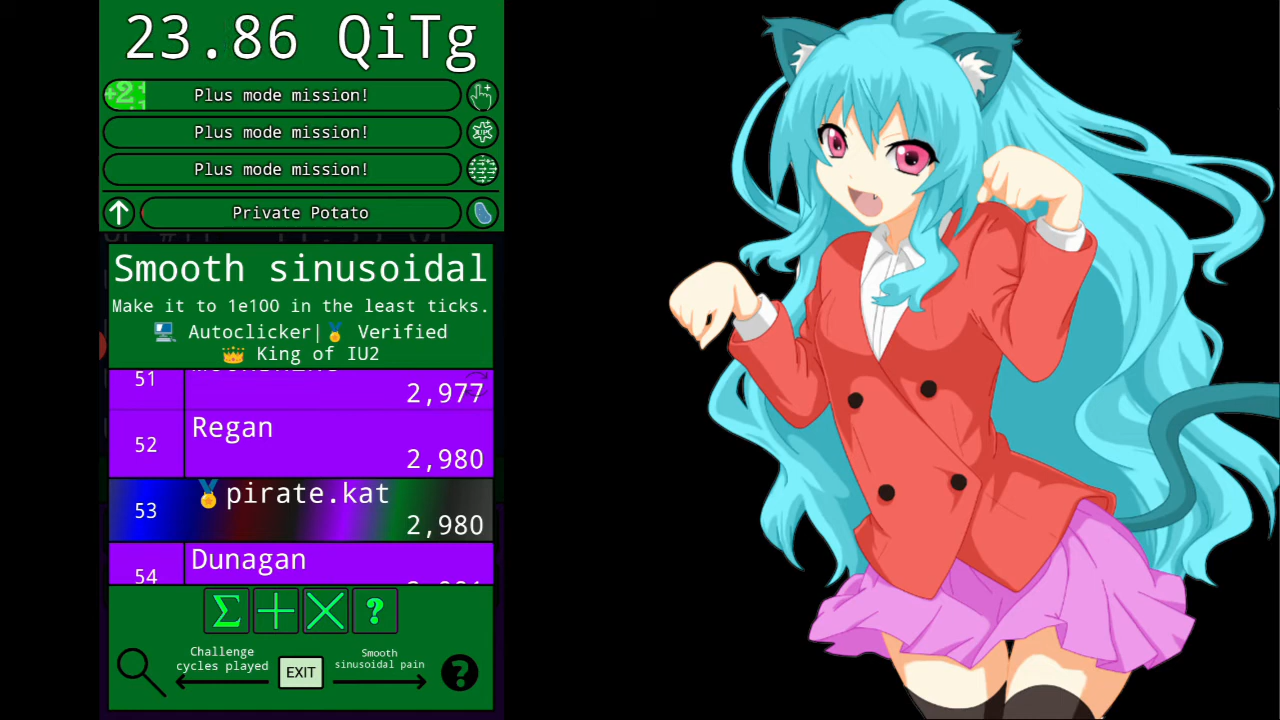 23.86 QiTg
Plus mode mission!
Plus mode mission!
Plus mode mission!
Private Potato
Smooth sinusoidal
Make it to 1e100 in the least ticks.
Autoclicker| Verified
King of IU2
51
2,977
52 Regan
2,980
53 pirate.kat
2,980
54 Dunagan
Σ + X ?
Challenge cycles played
EXIT
Smooth sinusoidal pain
?